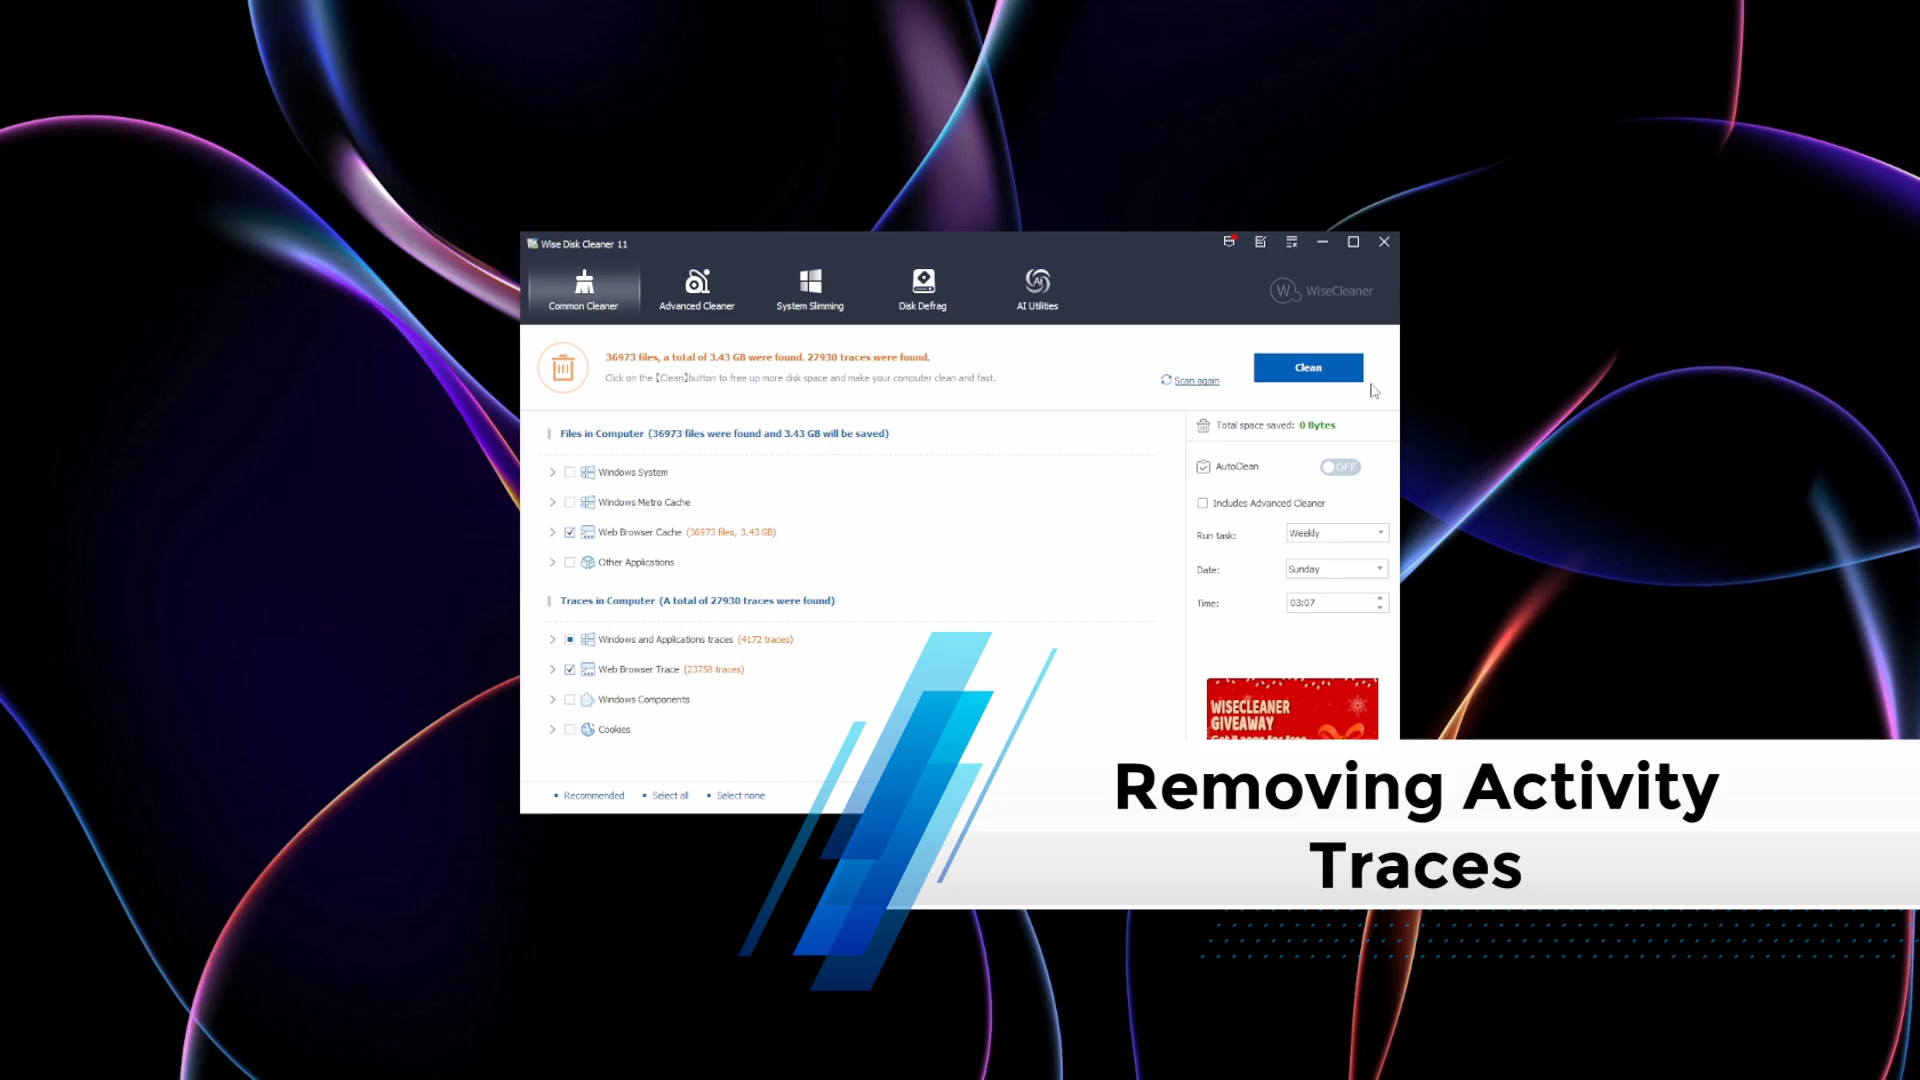 Wise Disk Cleaner 11
Common Cleaner
Advanced Cleaner
System Slimming
Disk Defrag
AI
AI Utilities
W
WiseCleaner
36973 files, a total of 3.43 GB were found. 27930 traces were found.
Click on the【Clean】button to free up more disk space and make your computer clean and fast.
Scan again
Clean
Files in Computer (36973 files were found and 3.43 GB will be saved)
Windows System
Windows Metro Cache
Web Browser Cache (36973 files, 3.43 GB)
Other Applications
Traces in Computer (A total of 27930 traces were found)
Windows and Applications traces (4172 traces)
Web Browser Trace (23758 traces)
Windows Components
Cookies
Recommended
Select all
Select none
Total space saved: 0 Bytes
AutoClean
OFF
Includes Advanced Cleaner
Run task:
Weekly
Date:
Sunday
Time:
03:07
WISECLEANER
GIVEAWAY
Removing Activity
Traces